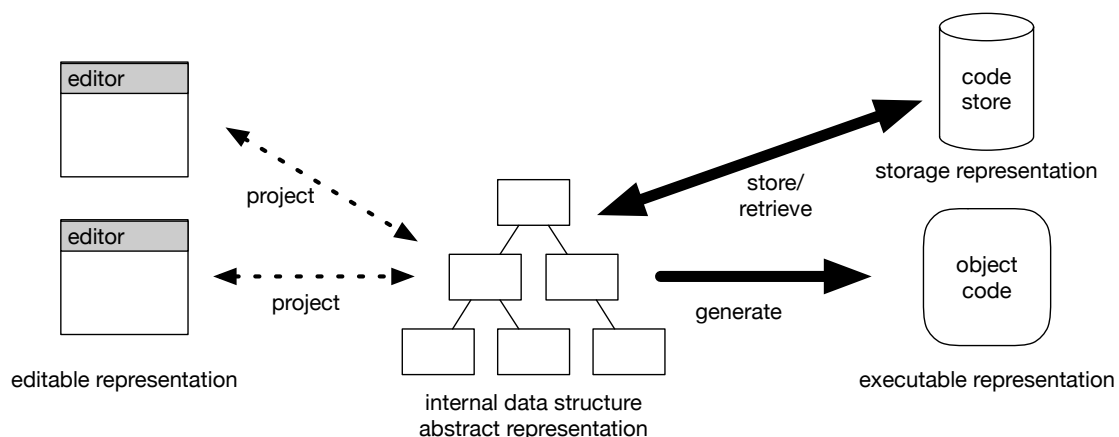 editor
project
editor
project
editable representation
internal data structure
abstract representation
store/
retrieve
generate
code
store
storage representation
object
code
executable representation